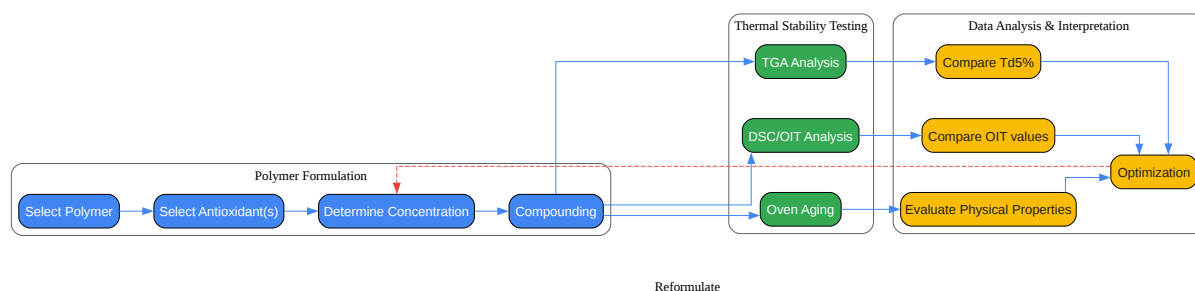 Polymer Formulation
Select Polymer
Select Antioxidant(s)
Determine Concentration
Compounding
Thermal Stability Testing
TGA Analysis
DSC/OIT Analysis
Oven Aging
Data Analysis & Interpretation
Compare Td5%
Compare OIT values
Evaluate Physical Properties
Optimization
Reformulate